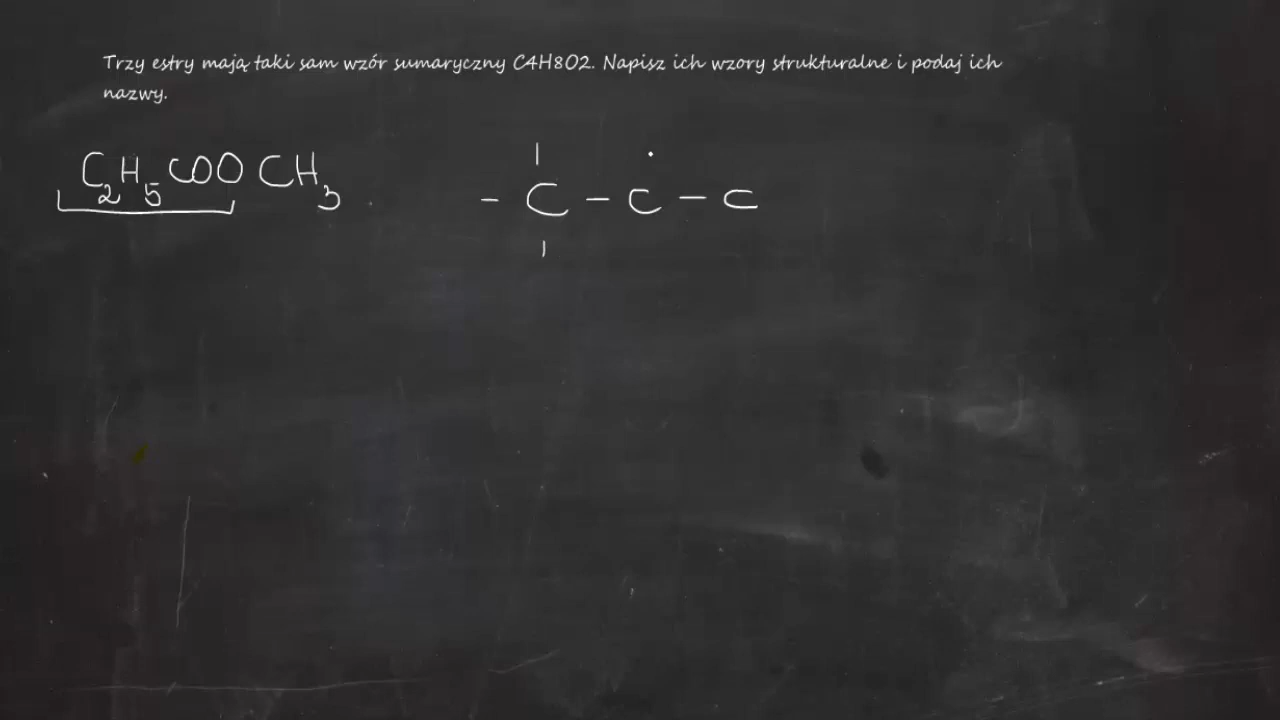 Trzy estry mają taki sam wzór sumaryczny C4H8O2. Napisz ich wzory strukturalne i podaj ich
nazwy.
C2H5COOCH3
- C - C - C